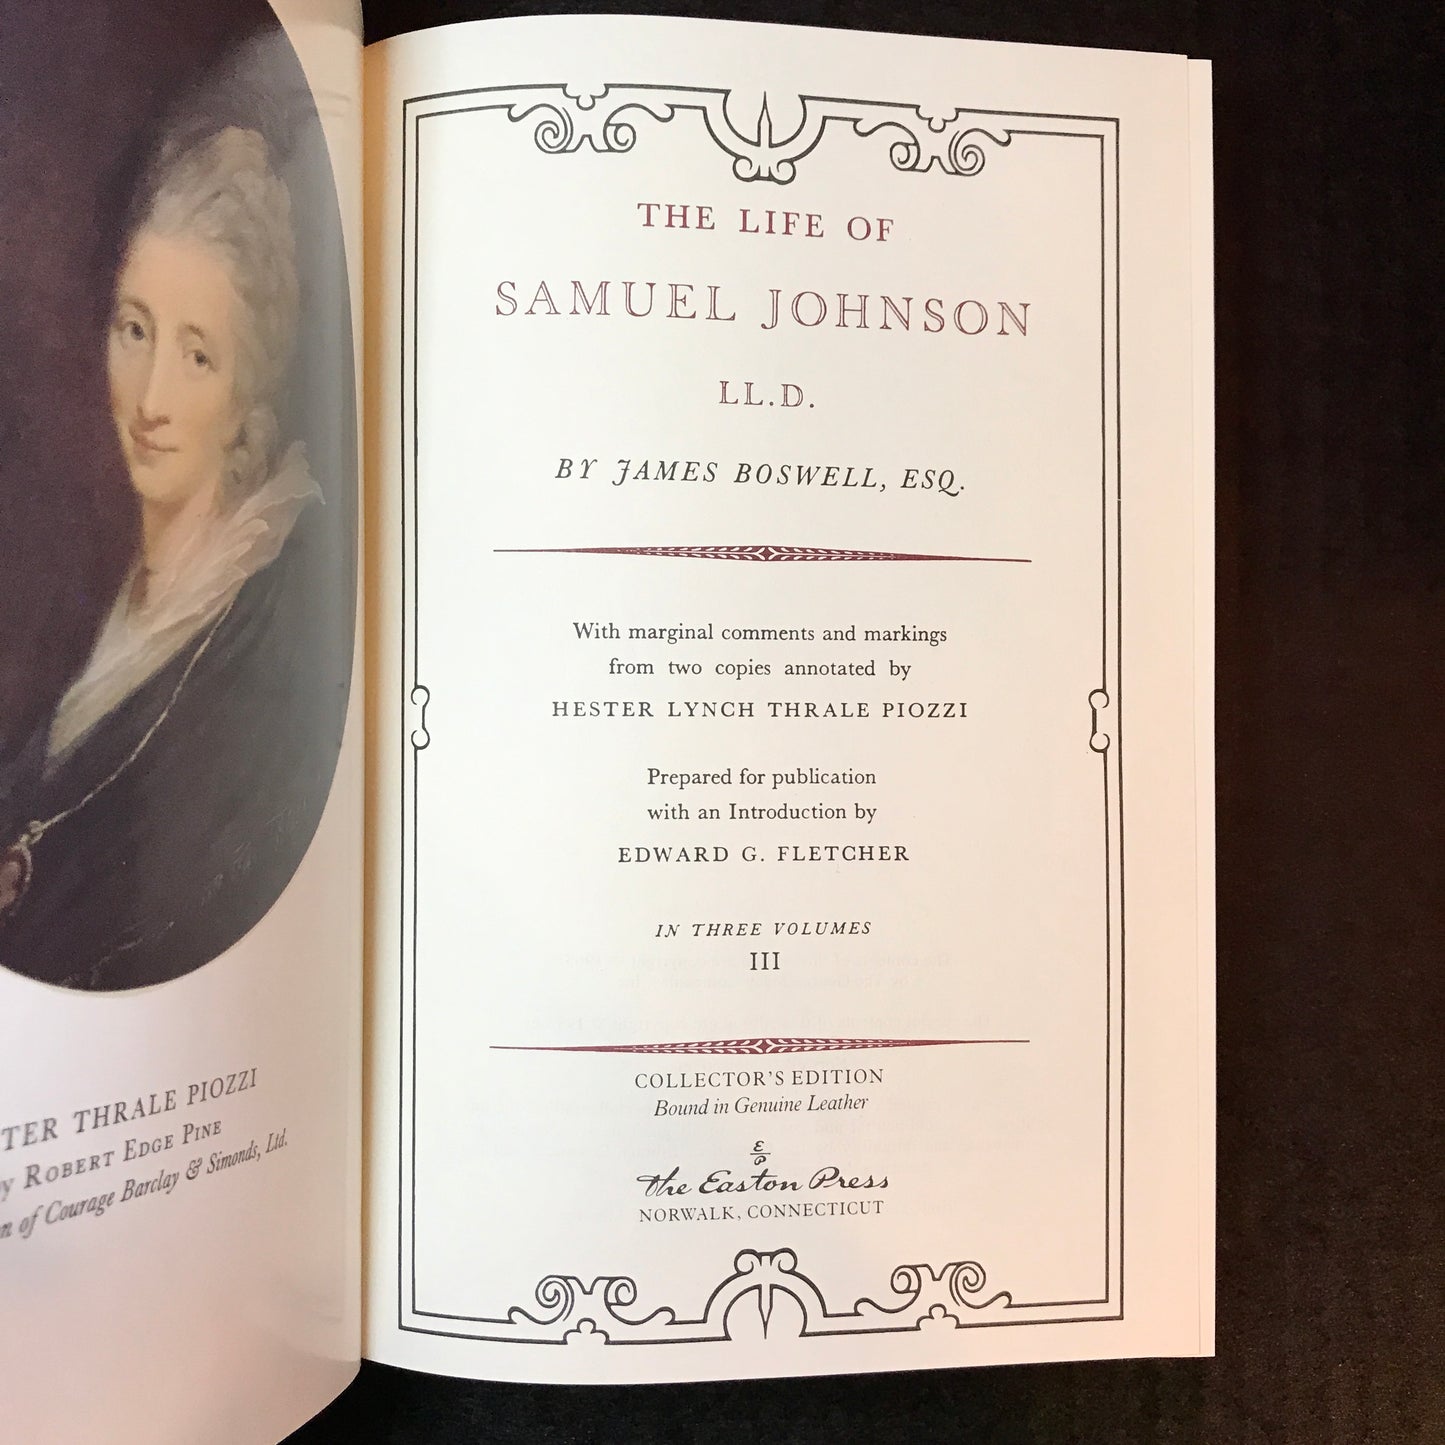 THRALE PIOZZI
ROBERT EDGE PINE
of Courage Barclay & Simonds, Ltd.
THE LIFE OF
SAMUEL JOHNSON
LL.D.
BY JAMES BOSWELL, ESQ.
With marginal comments and markings
from two copies annotated by
HESTER LYNCH THRALE PIOZZI
Prepared for publication
with an Introduction by
EDWARD G. FLETCHER
IN THREE VOLUMES
III
COLLECTOR'S EDITION
Bound in Genuine Leather
E/P
The Easton Press
NORWALK, CONNECTICUT